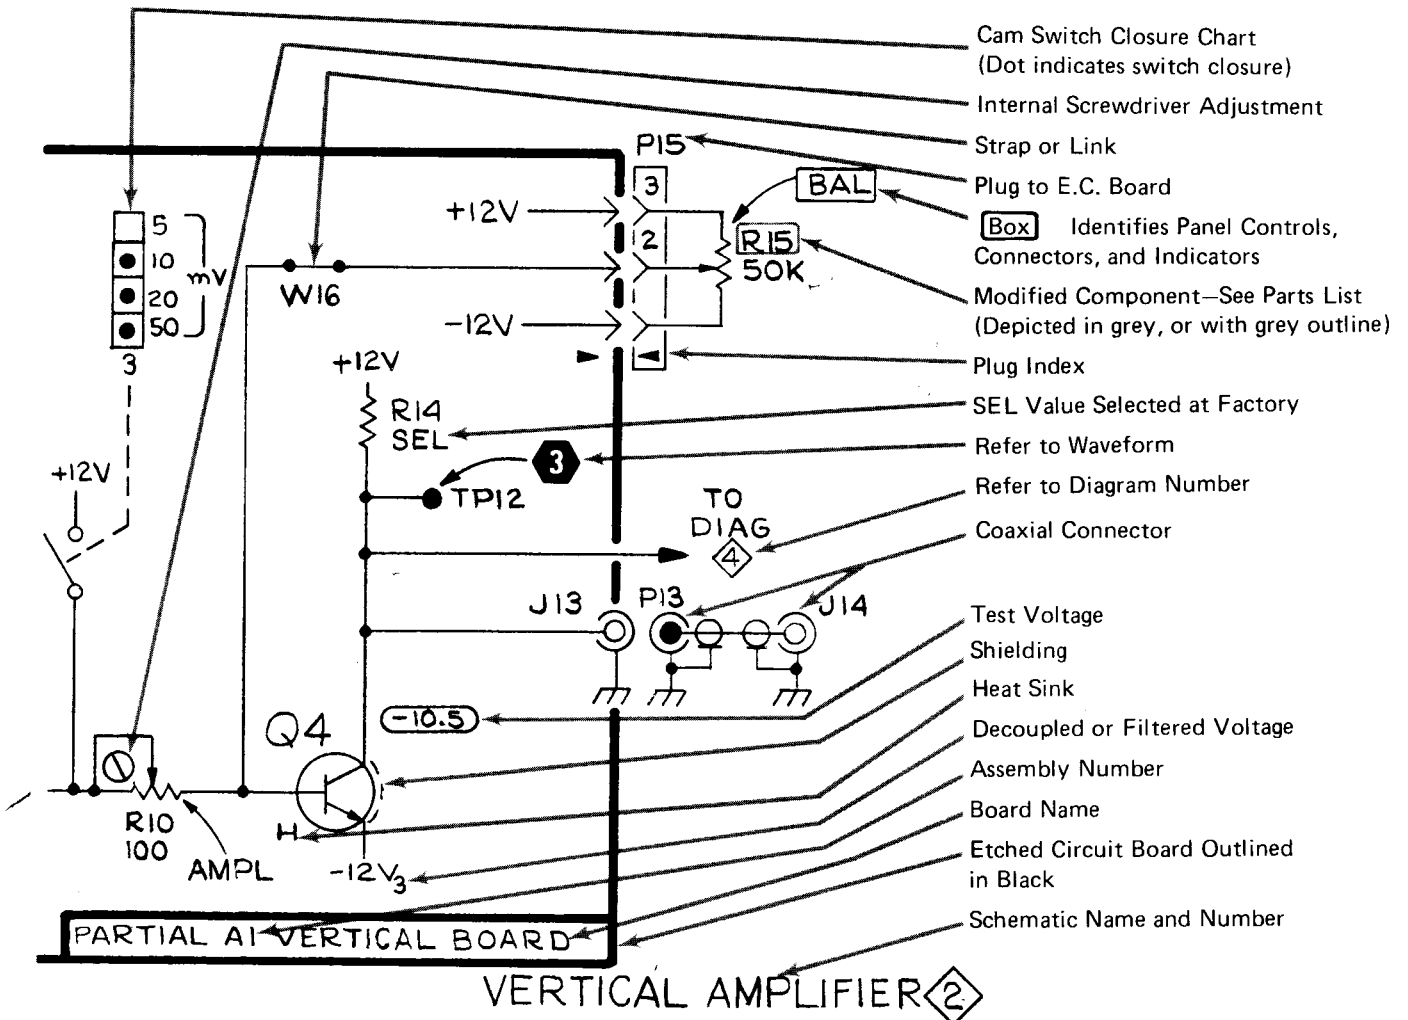 Cam Switch Closure Chart
(Dot indicates switch closure)
Internal Screwdriver Adjustment
Strap or Link
Plug to E.C. Board
Box Identifies Panel Controls,
Connectors, and Indicators
Modified Component—See Parts List
(Depicted in grey, or with grey outline)
Plug Index
SEL Value Selected at Factory
Refer to Waveform
Refer to Diagram Number
Coaxial Connector
Test Voltage
Shielding
Heat Sink
Decoupled or Filtered Voltage
Assembly Number
Board Name
Etched Circuit Board Outlined
in Black
Schematic Name and Number
P15
3
BAL
+12V
5
10
20
50
mV
3
2
R15
50K
W16
-12V
+12V
R14
SEL
3
TP12
+12V
TO
DIAG
4
J13
P13
J14
-10.5
Q4
R10
100
H
AMPL
-12V3
PARTIAL A1 VERTICAL BOARD
VERTICAL AMPLIFIER 2